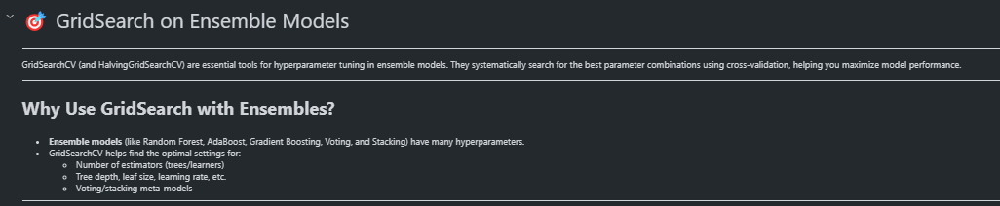 🎯 GridSearch on Ensemble Models
GridSearchCV (and HalvingGridSearchCV) are essential tools for hyperparameter tuning in ensemble models. They systematically search for the best parameter combinations using cross-validation, helping you maximize model performance.
Why Use GridSearch with Ensembles?
• Ensemble models (like Random Forest, AdaBoost, Gradient Boosting, Voting, and Stacking) have many hyperparameters.
• GridSearchCV helps find the optimal settings for:
◦ Number of estimators (trees/learners)
◦ Tree depth, leaf size, learning rate, etc.
◦ Voting/stacking meta-models